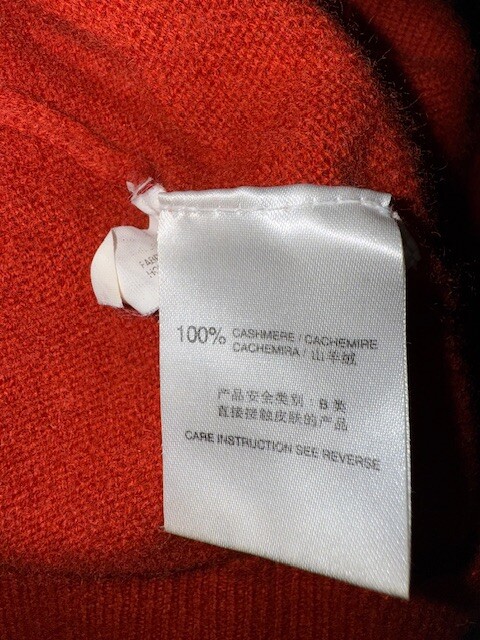 100% CASHMERE / CACHEMIRE
CACHEMIRA / 山羊绒
产品安全类别：B 类
直接接触皮肤的产品
CARE INSTRUCTION SEE REVERSE